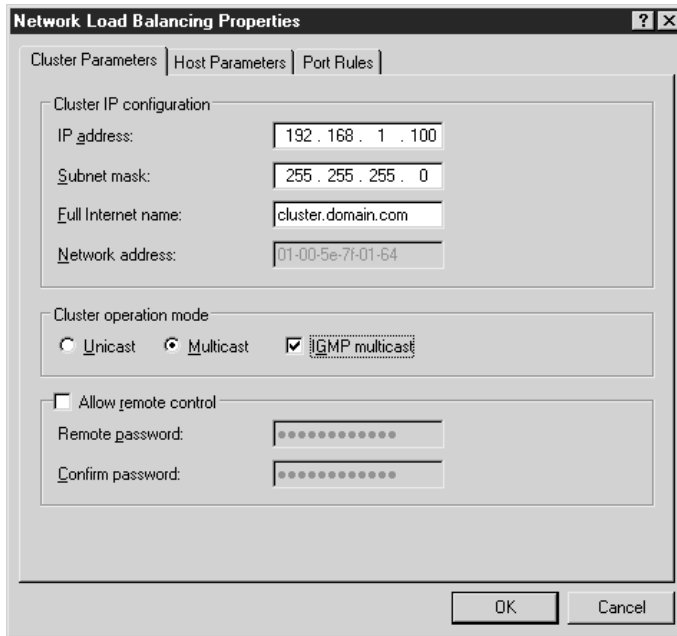 Network Load Balancing Properties
Cluster Parameters Host Parameters Port Rules
Cluster IP configuration
IP address: 192 . 168 . 1 . 100
Subnet mask: 255 . 255 . 255 . 0
Full Internet name: cluster.domain.com
Network address: 01-00-5e-7f-01-64
Cluster operation mode
Unicast Multicast IGMP multicast
Allow remote control
Remote password: ●●●●●●●●●●●●
Confirm password: ●●●●●●●●●●●●
OK Cancel